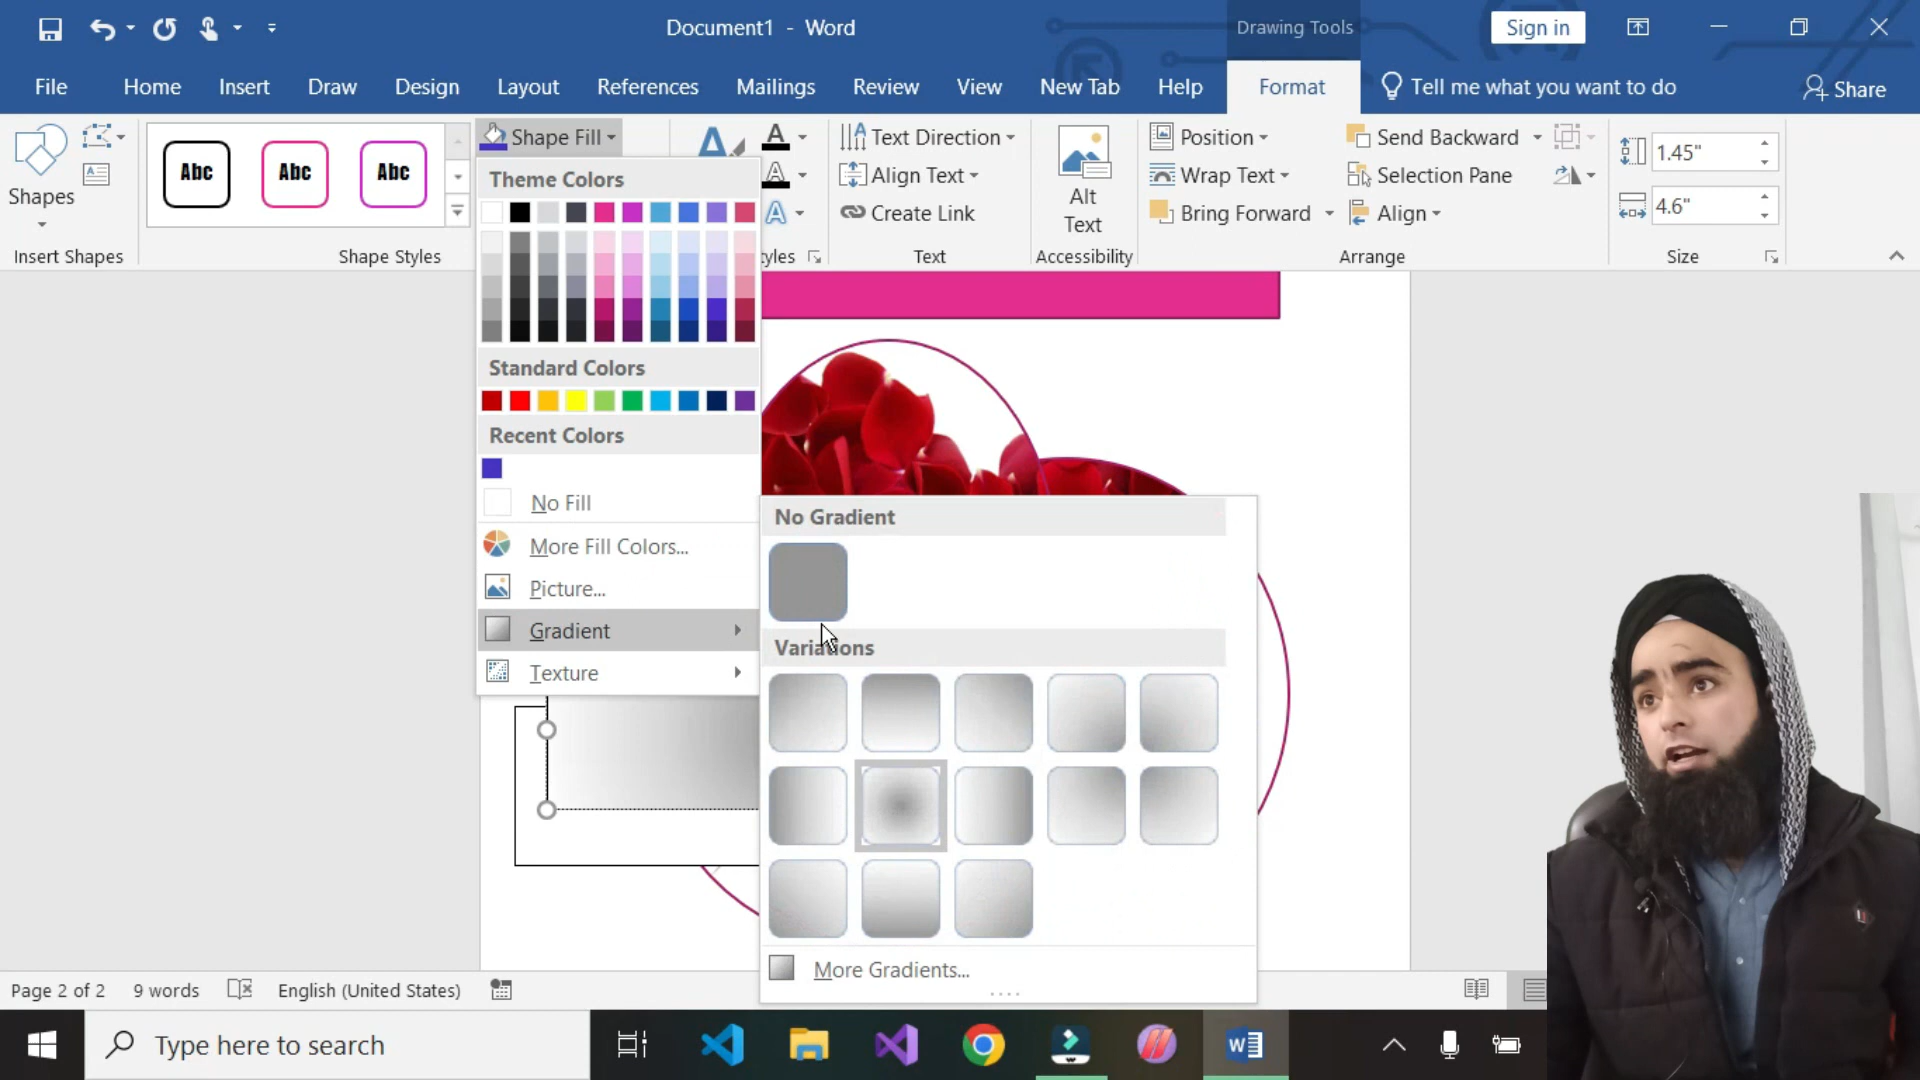 Document1 - Word
Drawing Tools
Sign in
File
Home
Insert
Draw
Design
Layout
References
Mailings
Review
View
New Tab
Help
Format
Tell me what you want to do
Share
Shapes
Abc
Abc
Abc
Shape Fill
Text Direction
Align Text
Create Link
Alt
Text
Position
Wrap Text
Bring Forward
Send Backward
Selection Pane
Align
1.45"
4.6"
Insert Shapes
Shape Styles
yles
Text
Accessibility
Arrange
Size
Theme Colors
Standard Colors
Recent Colors
No Fill
More Fill Colors...
Picture...
Gradient
Texture
No Gradient
Variations
More Gradients...
Page 2 of 2
9 words
English (United States)
Type here to search